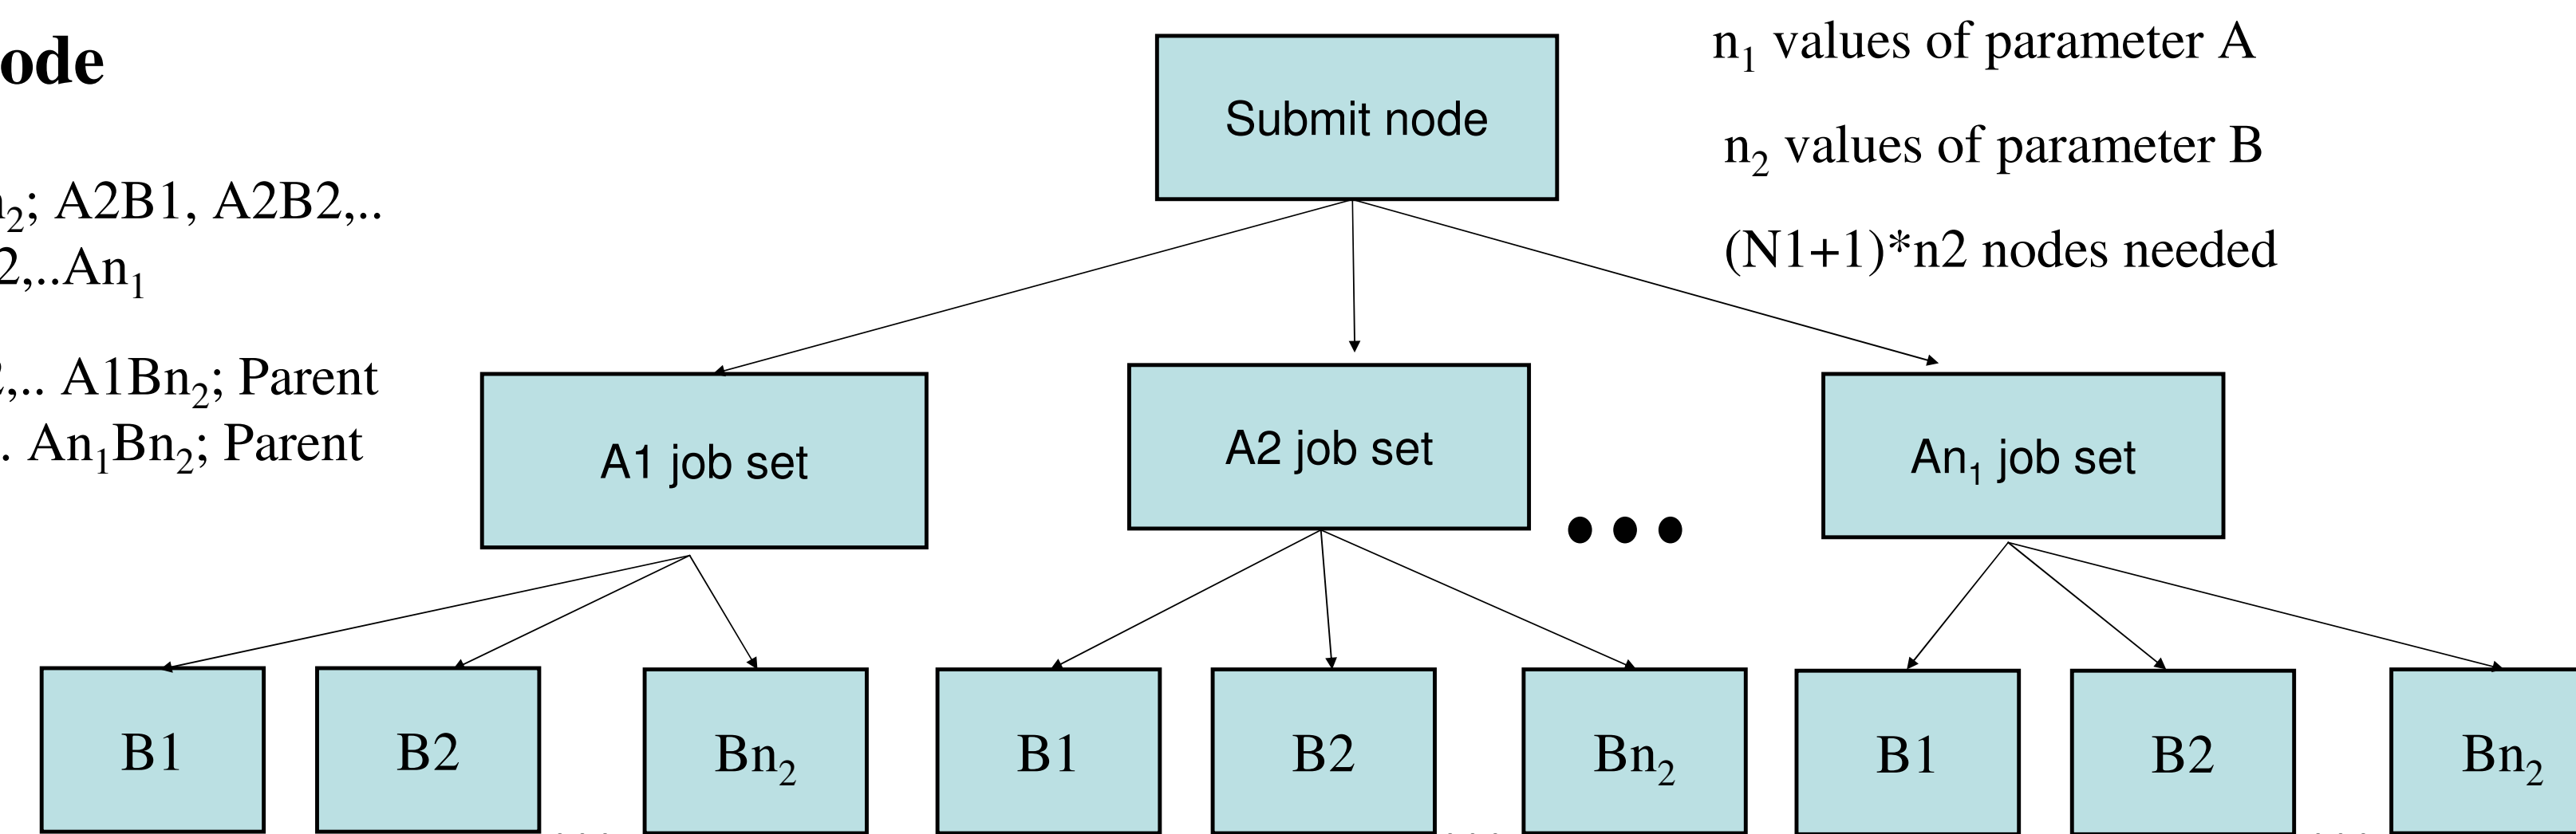 ode
n₂; A2B1, A2B2,..
2,..An₁
2,.. A1Bn₂; Parent
. An₁Bn₂; Parent
Submit node
n₁ values of parameter A
n₂ values of parameter B
(N1+1)*n2 nodes needed
A1 job set
A2 job set
...
An₁ job set
B1
B2
Bn₂
B1
B2
Bn₂
B1
B2
Bn₂